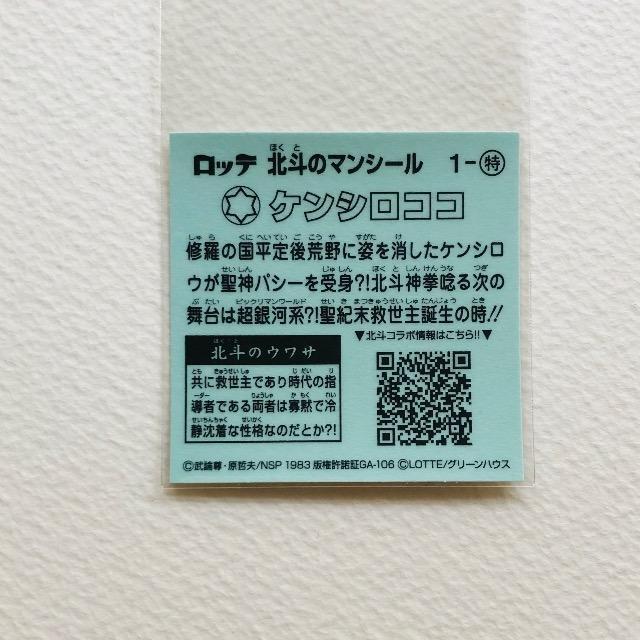 ロッテ 北斗のマンシール 1-特
ケンシロココ
修羅の国平定後荒野に姿を消したケンシロ
ウが聖神パシーを受身?!北斗神拳唸る次の
舞台は超銀河系?!聖紀末救世主誕生の時!!
▼北斗コラボ情報はこちら!!▼
北斗のウワサ
共に救世主であり時代の指
導者である両者は寡黙で冷
静沈着な性格なのだとか?!
©武論尊・原哲夫/NSP 1983 版権許諾証GA-106 ©LOTTE/グリーンハウス